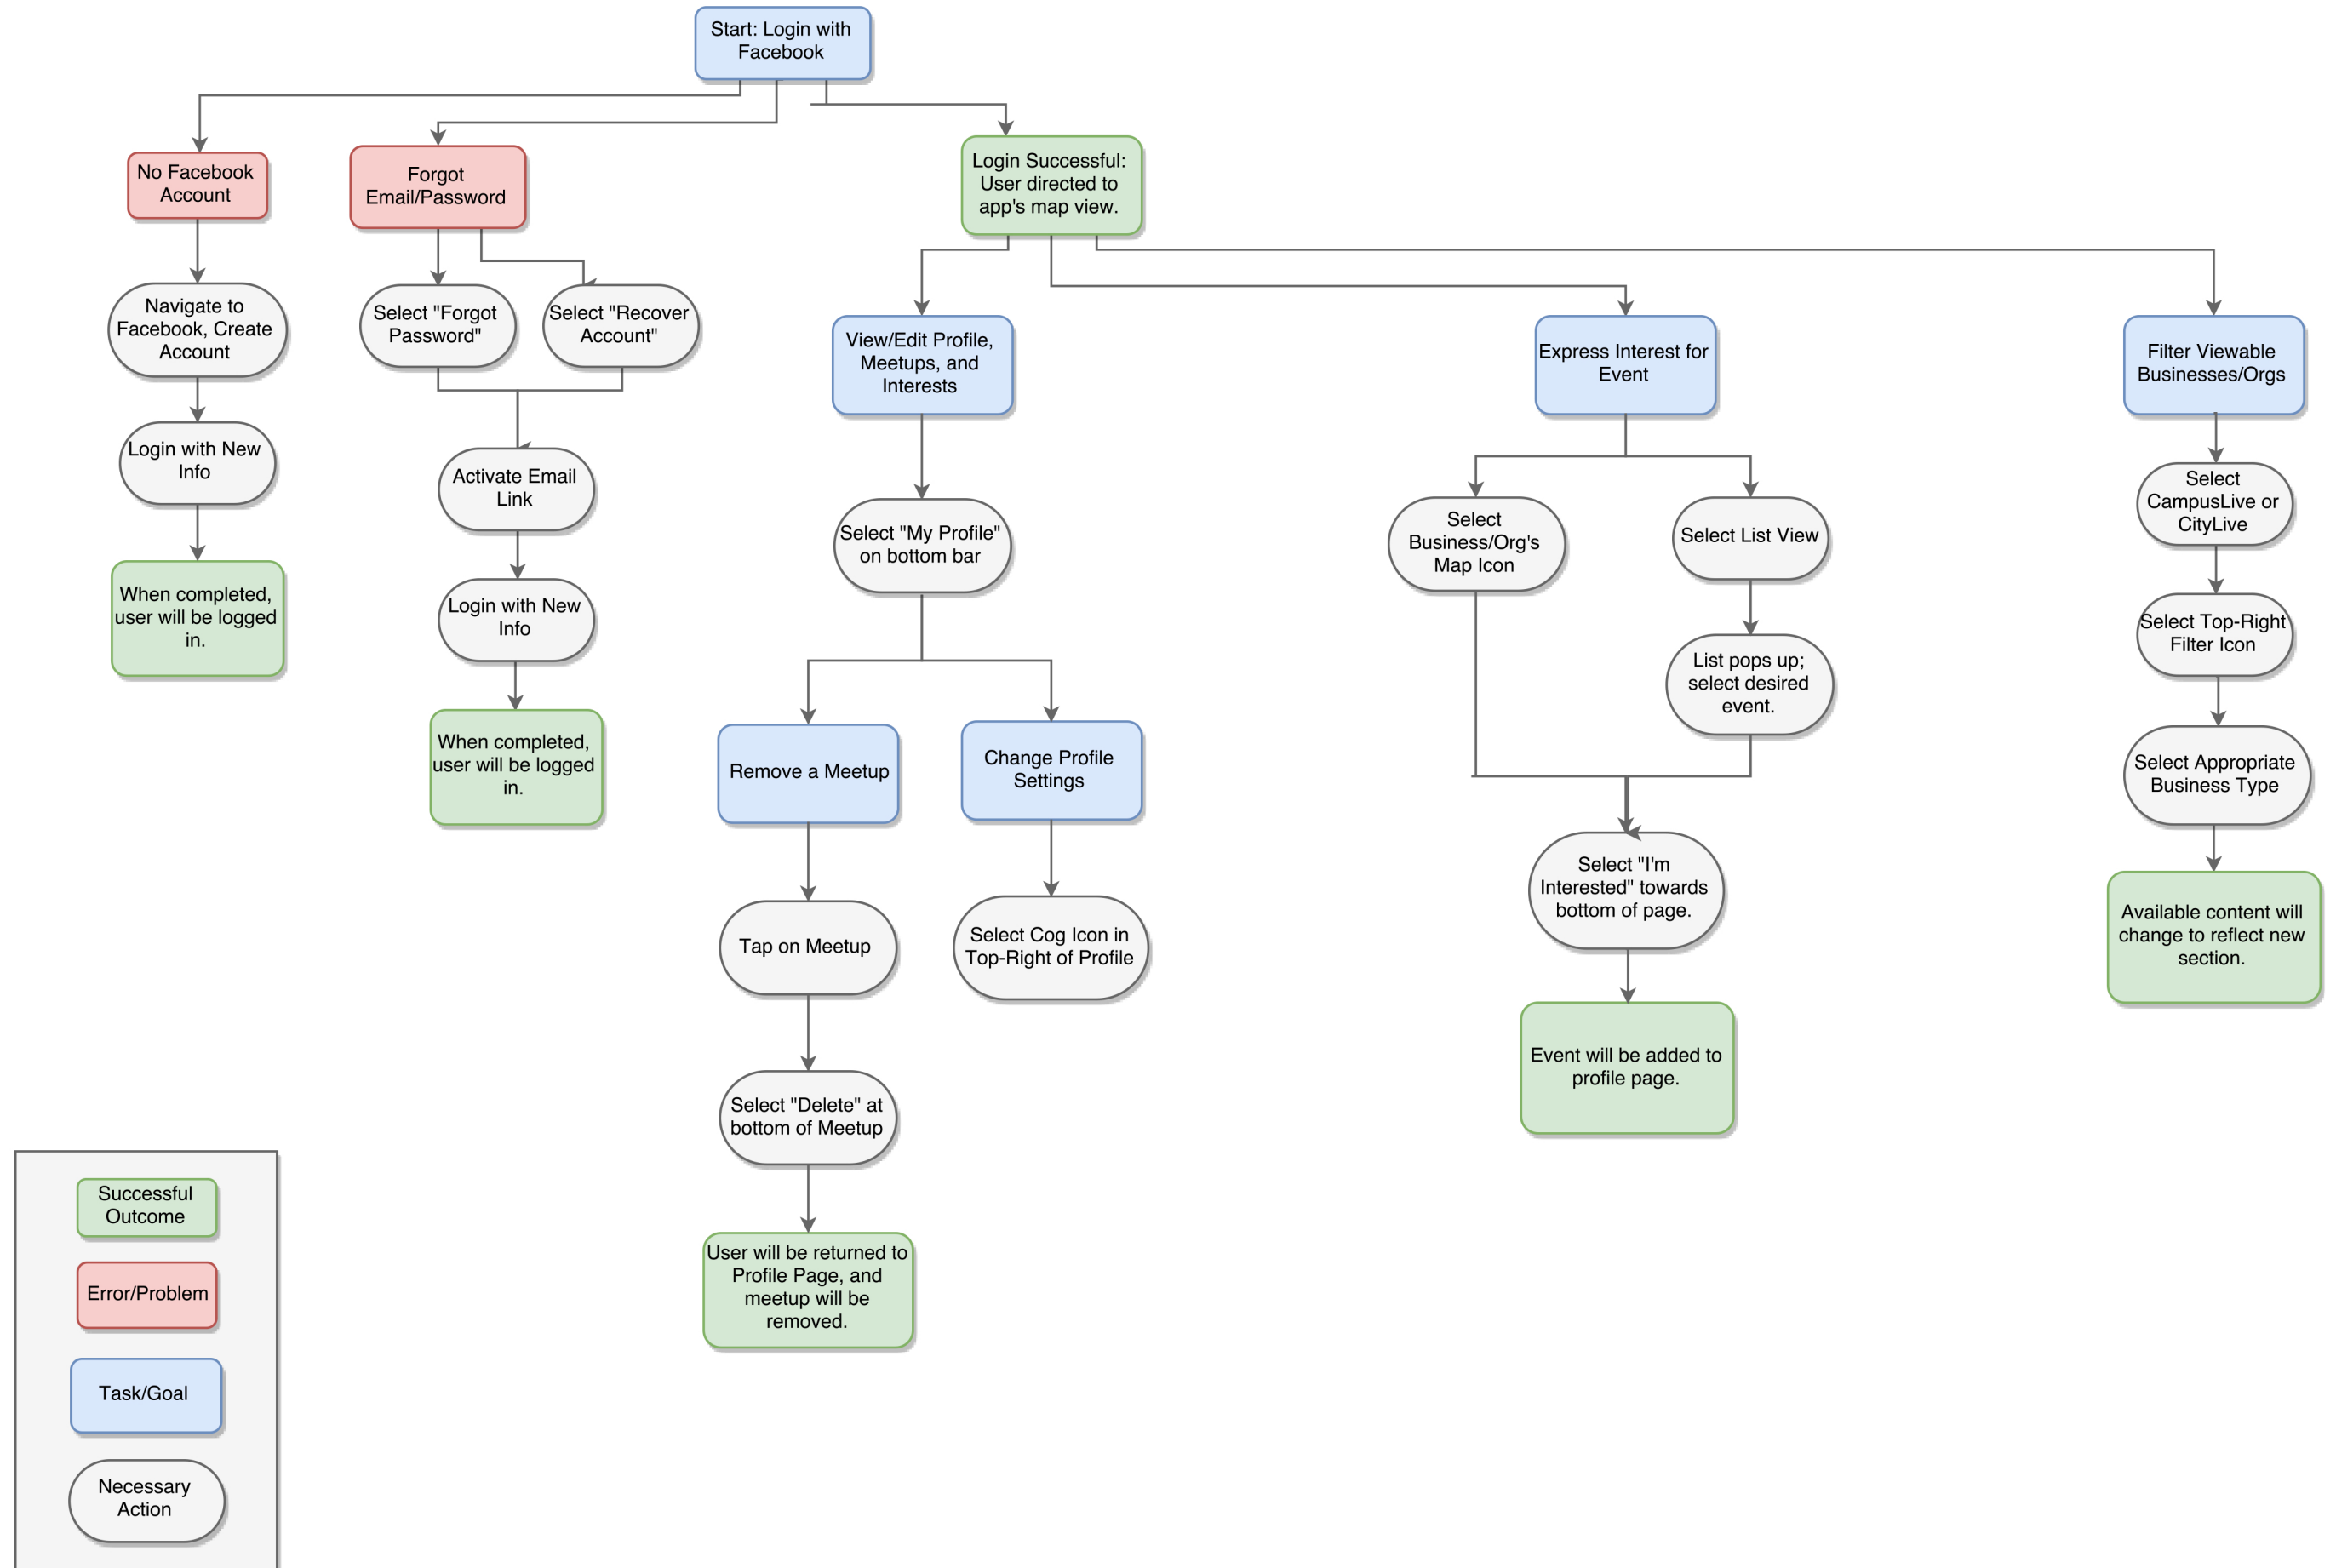 Start: Login with
Facebook
No Facebook
Account
Forgot
Email/Password
Login Successful:
User directed to
app's map view.
Navigate to
Facebook, Create
Account
Select "Forgot
Password"
Select "Recover
Account"
View/Edit Profile,
Meetups, and
Interests
Express Interest for
Event
Filter Viewable
Businesses/Orgs
Login with New
Info
Activate Email
Link
Select "My Profile"
on bottom bar
Select
Business/Org's
Map Icon
Select List View
Select
CampusLive or
CityLive
When completed,
user will be logged
in.
Login with New
Info
List pops up;
select desired
event.
Select Top-Right
Filter Icon
When completed,
user will be logged
in.
Remove a Meetup
Change Profile
Settings
Select Appropriate
Business Type
Tap on Meetup
Select Cog Icon in
Top-Right of Profile
Select "I'm
Interested" towards
bottom of page.
Available content will
change to reflect new
section.
Select "Delete" at
bottom of Meetup
Event will be added to
profile page.
User will be returned to
Profile Page, and
meetup will be
removed.
Successful
Outcome
Error/Problem
Task/Goal
Necessary
Action